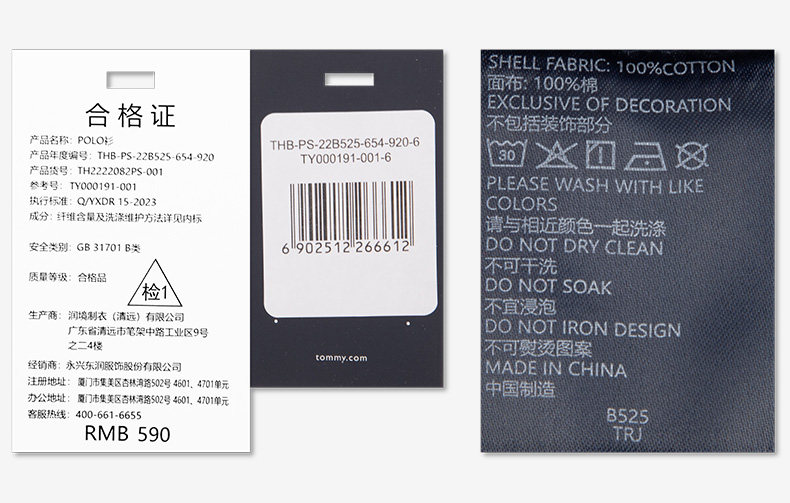 合格证
产品名称：POLO衫
产品年度编号：THB-PS-22B525-654-920
产品货号：TH2222082PS-001
参考号：TY000191-001
执行标准：Q/YXDR 15-2023
成分：纤维含量及洗涤维护方法详见内标
安全类别：GB 31701 B类
质量等级：合格品
检1
生产商：润境制衣（清远）有限公司
广东省清远市笔架中路工业区9号
之二4楼
经销商：永兴东润服饰股份有限公司
注册地址：厦门市集美区杏林湾路502号 4601、4701单元
办公地址：厦门市集美区杏林湾路502号 4601、4701单元
客服热线：400-661-6655
RMB 590
THB-PS-22B525-654-920-6
TY000191-001-6
6 902512 266612
tommy.com
SHELL FABRIC: 100%COTTON
面布: 100%棉
EXCLUSIVE OF DECORATION
不包括装饰部分
30
PLEASE WASH WITH LIKE
COLORS
请与相近颜色一起洗涤
DO NOT DRY CLEAN
不可干洗
DO NOT SOAK
不宜浸泡
DO NOT IRON DESIGN
不可熨烫图案
MADE IN CHINA
中国制造
B525
TRJ